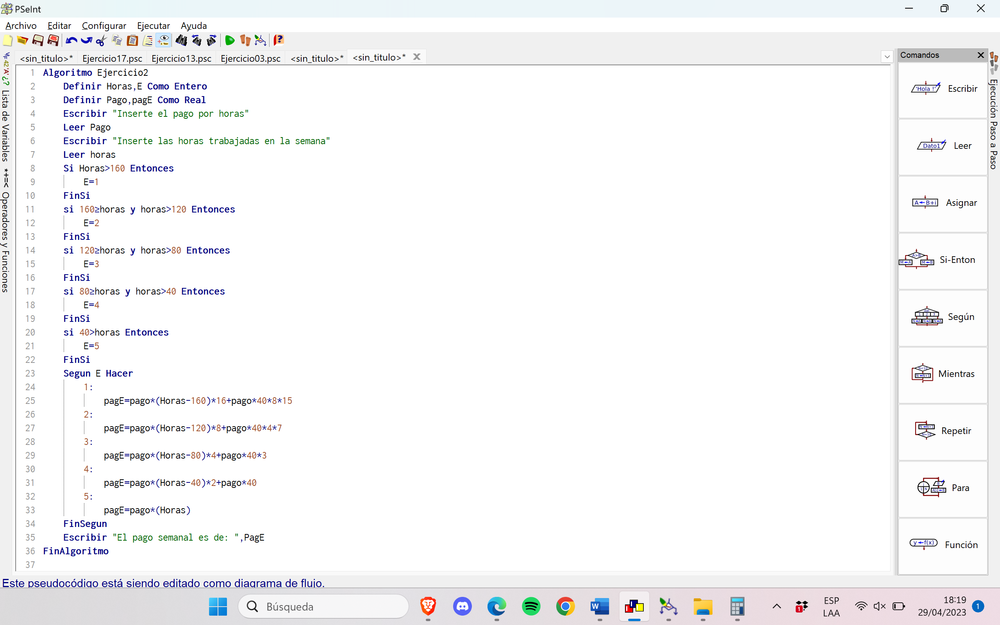 PSeInt
Archivo Editar Configurar Ejecutar Ayuda
<sin_titulo>* Ejercicio17.psc Ejercicio13.psc Ejercicio03.psc <sin_titulo>* <sin_titulo>*
1 Algoritmo Ejercicio2
2 Definir Horas,E Como Entero
3 Definir Pago,pagE Como Real
4 Escribir "Inserte el pago por horas"
5 Leer Pago
6 Escribir "Inserte las horas trabajadas en la semana"
7 Leer horas
8 Si Horas>160 Entonces
9 E=1
10 FinSi
11 si 160≥horas y horas>120 Entonces
12 E=2
13 FinSi
14 si 120≥horas y horas>80 Entonces
15 E=3
16 FinSi
17 si 80≥horas y horas>40 Entonces
18 E=4
19 FinSi
20 si 40>horas Entonces
21 E=5
22 FinSi
23 Segun E Hacer
24 1:
25 pagE=pago*(Horas-160)*16+pago*40*8*15
26 2:
27 pagE=pago*(Horas-120)*8+pago*40*4*7
28 3:
29 pagE=pago*(Horas-80)*4+pago*40*3
30 4:
31 pagE=pago*(Horas-40)*2+pago*40
32 5:
33 pagE=pago*(Horas)
34 FinSegun
35 Escribir "El pago semanal es de: ",PagE
36 FinAlgoritmo
37
Lista de Variables
*+=< Operadores y Funciones
Comandos
'Hola !' Escribir
Dato1 Leer
A←B+i Asignar
A>B M←A M←B Si-Enton
dat 1 2 3 N←A N←A N←A Según
N<10 N←N+1 Mientras
N←N+1 N=10 Repetir
Para
y←f(x) Función
Ejecución Paso a Paso
Este pseudocódigo está siendo editado como diagrama de flujo.
Búsqueda
ESP
LAA
18:19
29/04/2023
1